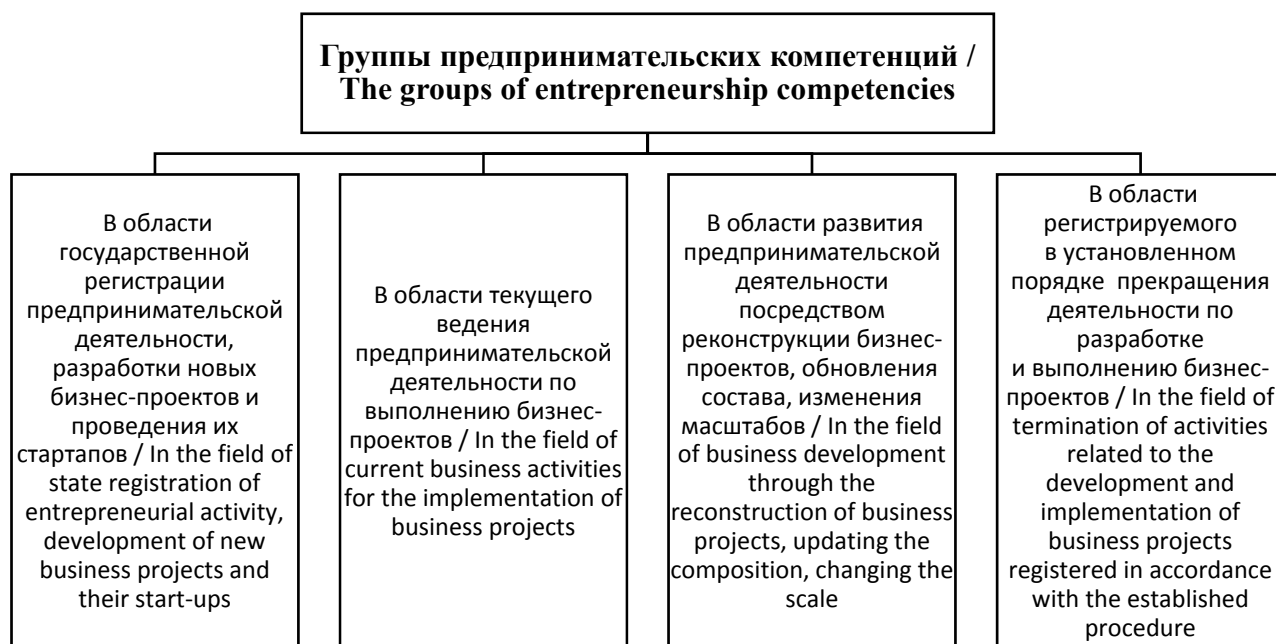 Группы предпринимательских компетенций /
The groups of entrepreneurship competencies
В области
государственной
регистрации
предпринимательской
деятельности,
разработки новых
бизнес-проектов и
проведения их
стартапов / In the field of
state registration of
entrepreneurial activity,
development of new
business projects and
their start-ups
В области текущего
ведения
предпринимательской
деятельности по
выполнению бизнес-
проектов / In the field of
current business activities
for the implementation of
business projects
В области развития
предпринимательской
деятельности
посредством
реконструкции бизнес-
проектов, обновления
состава, изменения
масштабов / In the field
of business development
through the
reconstruction of business
projects, updating the
composition, changing the
scale
В области
регистрируемого
в установленном
порядке прекращения
деятельности по
разработке
и выполнению бизнес-
проектов / In the field of
termination of activities
related to the
development and
implementation of
business projects
registered in accordance
with the established
procedure